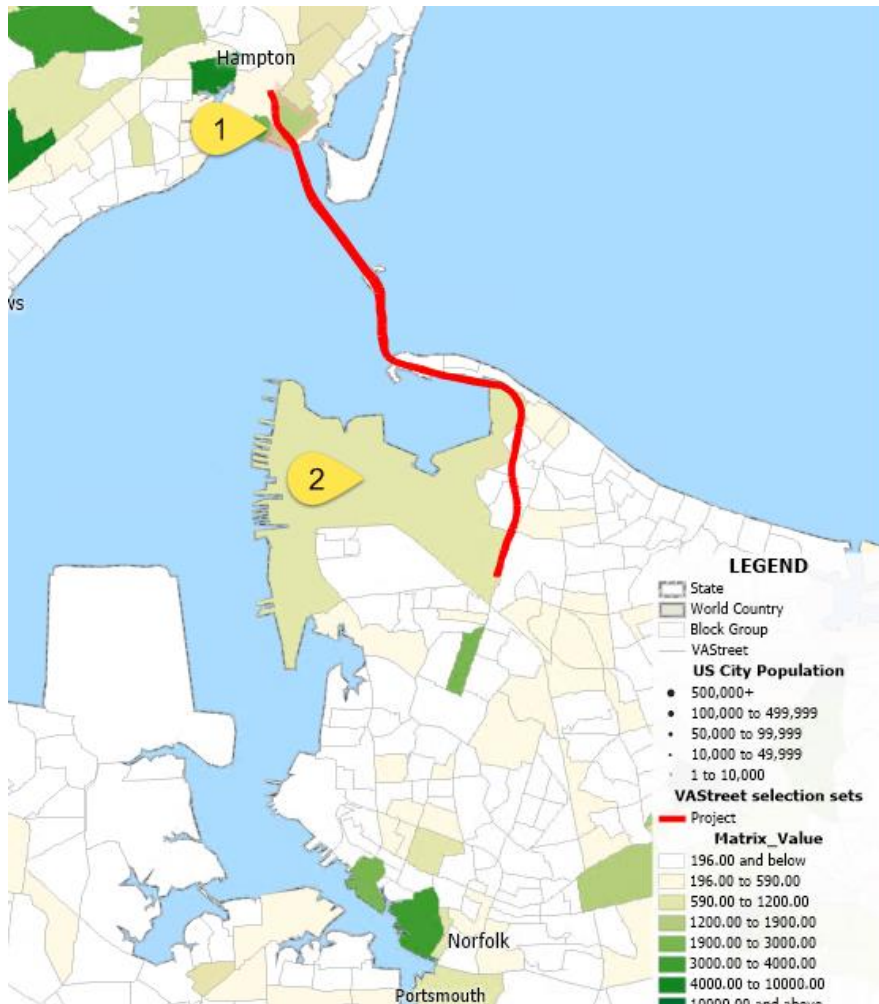 Hampton
1
ws
2
LEGEND
State
World Country
Block Group
VAStreet
US City Population
500,000+
100,000 to 499,999
50,000 to 99,999
10,000 to 49,999
1 to 10,000
VAStreet selection sets
Project
Matrix_Value
196.00 and below
196.00 to 590.00
590.00 to 1200.00
1200.00 to 1900.00
1900.00 to 3000.00
3000.00 to 4000.00
4000.00 to 10000.00
10000.00 and above
Norfolk
Portsmouth